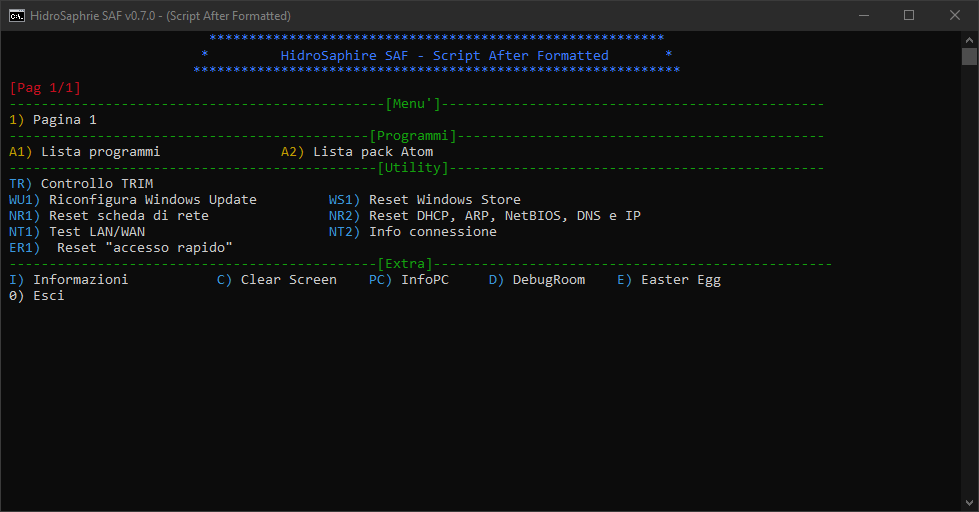 HidroSaphrie SAF v0.7.0 - (Script After Formatted)
*********************************************************
* HidroSaphire SAF - Script After Formatted *
*************************************************************
[Pag 1/1]
-----------------------------------------------[Menu']------------------------------------------------
1) Pagina 1
---------------------------------------------[Programmi]----------------------------------------------
A1) Lista programmi A2) Lista pack Atom
----------------------------------------------[Utility]-----------------------------------------------
TR) Controllo TRIM
WU1) Riconfigura Windows Update WS1) Reset Windows Store
NR1) Reset scheda di rete NR2) Reset DHCP, ARP, NetBIOS, DNS e IP
NT1) Test LAN/WAN NT2) Info connessione
ER1) Reset "accesso rapido"
----------------------------------------------[Extra]--------------------------------------------------
I) Informazioni C) Clear Screen PC) InfoPC D) DebugRoom E) Easter Egg
0) Esci